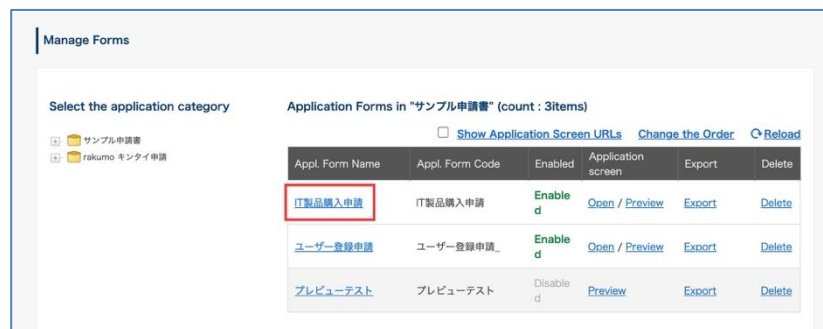 Manage Forms
Select the application category
サンプル申請書
rakumo キンタイ申請
Application Forms in "サンプル申請書" (count : 3items)
Show Application Screen URLs Change the Order Reload
Appl. Form Name Appl. Form Code Enabled Application screen Export Delete
IT製品購入申請 IT製品購入申請 Enabled Open / Preview Export Delete
ユーザー登録申請 ユーザー登録申請_ Enabled Open / Preview Export Delete
プレビューテスト プレビューテスト Disabled Preview Export Delete